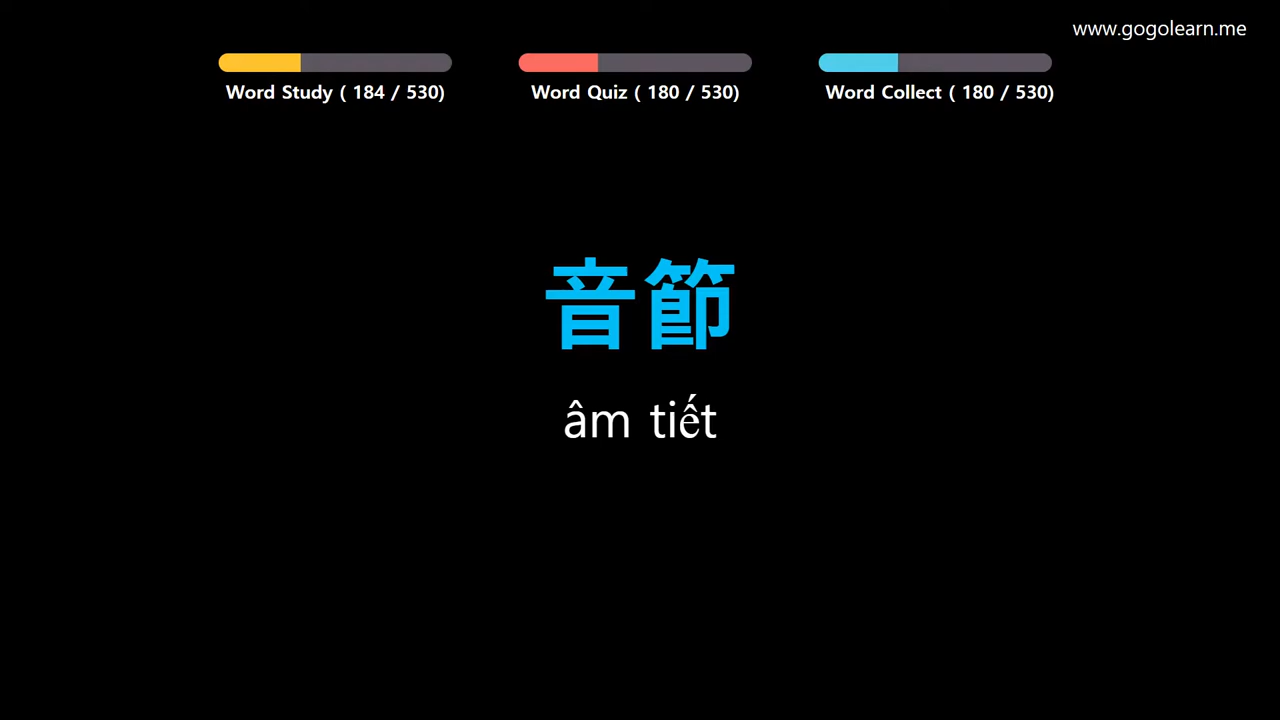 www.gogolearn.me
Word Study ( 184 / 530)
Word Quiz ( 180 / 530)
Word Collect ( 180 / 530)
音節
âm tiết